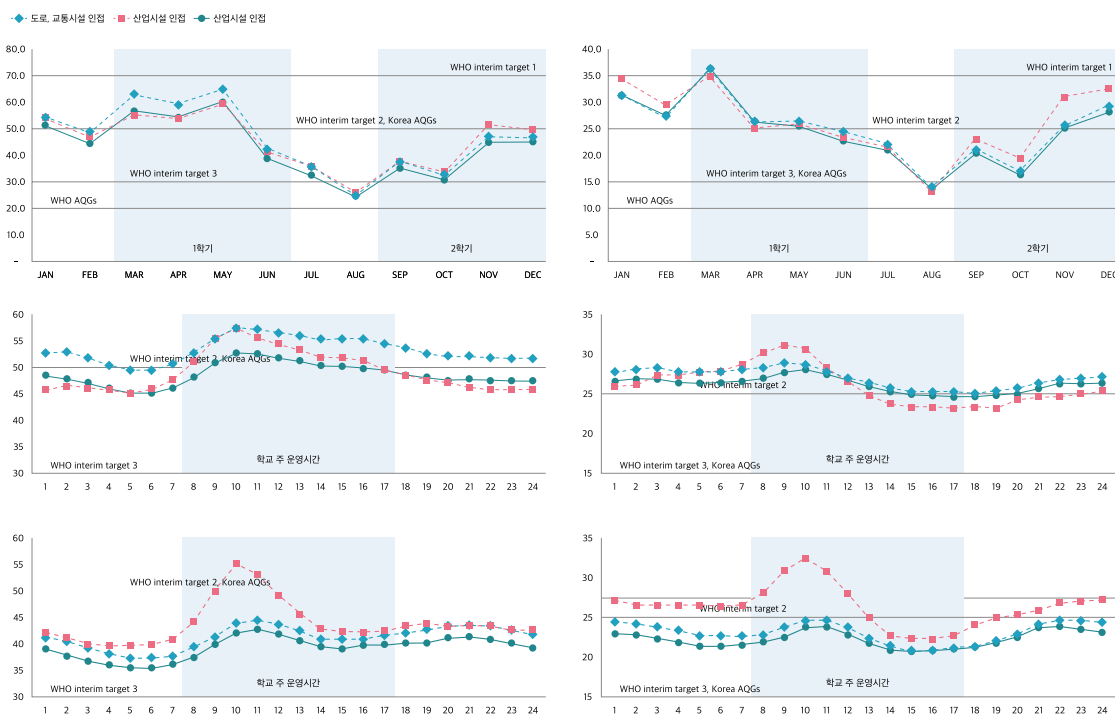 도로, 교통시설 인접 산업시설 인접 산업시설 인접
80.0
70.0
60.0
50.0
40.0
30.0
20.0
10.0
-
WHO interim target 1
WHO interim target 2, Korea AQGs
WHO interim target 3
WHO AQGs
1학기 2학기
JAN FEB MAR APR MAY JUN JUL AUG SEP OCT NOV DEC
40.0
35.0
30.0
25.0
20.0
15.0
10.0
5.0
-
WHO interim target 1
WHO interim target 2
WHO interim target 3, Korea AQGs
WHO AQGs
1학기 2학기
JAN FEB MAR APR MAY JUN JUL AUG SEP OCT NOV DEC
60
55
50
45
40
35
30
WHO interim target 2, Korea AQGs
학교 주 운영시간
WHO interim target 3
1 2 3 4 5 6 7 8 9 10 11 12 13 14 15 16 17 18 19 20 21 22 23 24
35
30
25
20
15
WHO interim target 2
학교 주 운영시간
WHO interim target 3, Korea AQGs
1 2 3 4 5 6 7 8 9 10 11 12 13 14 15 16 17 18 19 20 21 22 23 24
60
55
50
45
40
35
30
WHO interim target 2, Korea AQGs
학교 주 운영시간
WHO interim target 3
1 2 3 4 5 6 7 8 9 10 11 12 13 14 15 16 17 18 19 20 21 22 23 24
35
30
25
20
15
WHO interim target 2
학교 주 운영시간
WHO interim target 3, Korea AQGs
1 2 3 4 5 6 7 8 9 10 11 12 13 14 15 16 17 18 19 20 21 22 23 24